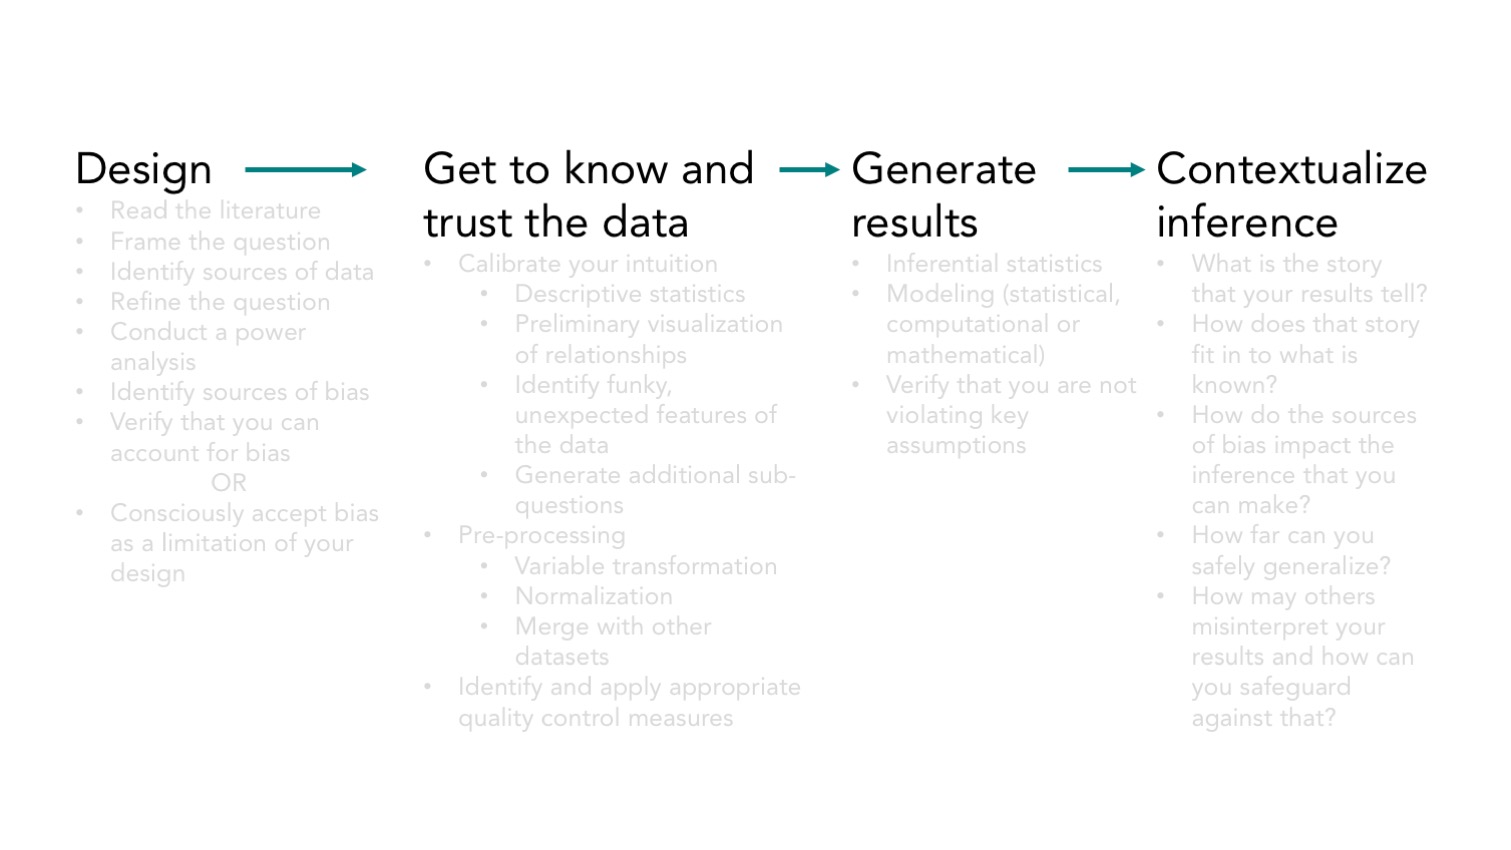 Design
• Read the literature
• Frame the question
• Identify sources of data
• Refine the question
• Conduct a power
analysis
• Identify sources of bias
• Verify that you can
account for bias
OR
• Consciously accept bias
as a limitation of your
design
Get to know and
trust the data
• Calibrate your intuition
• Descriptive statistics
• Preliminary visualization
of relationships
• Identify funky,
unexpected features of
the data
• Generate additional sub-
questions
• Pre-processing
• Variable transformation
• Normalization
• Merge with other
datasets
• Identify and apply appropriate
quality control measures
Generate
results
• Inferential statistics
• Modeling (statistical,
computational or
mathematical)
• Verify that you are not
violating key
assumptions
Contextualize
inference
• What is the story
that your results tell?
• How does that story
fit in to what is
known?
• How do the sources
of bias impact the
inference that you
can make?
• How far can you
safely generalize?
• How may others
misinterpret your
results and how can
you safeguard
against that?